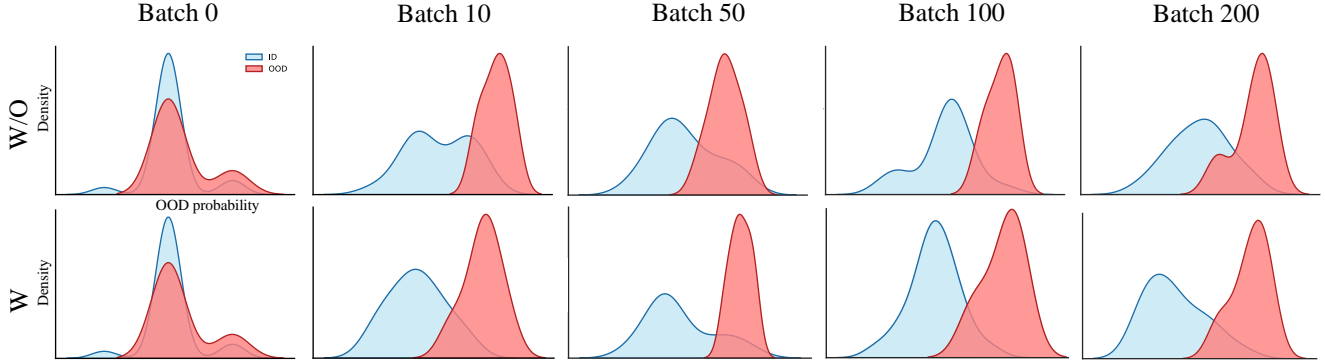 Batch 0 Batch 10 Batch 50 Batch 100 Batch 200
ID
OOD
W/O
Density
OOD probability
W
Density